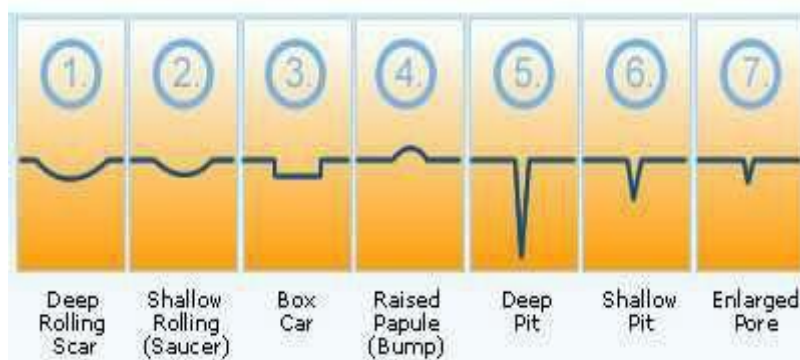 1.
2.
3.
4.
5.
6.
7.
Deep
Rolling
Scar
Shallow
Rolling
(Saucer)
Box
Car
Raised
Papule
(Bump)
Deep
Pit
Shallow
Pit
Enlarged
Pore